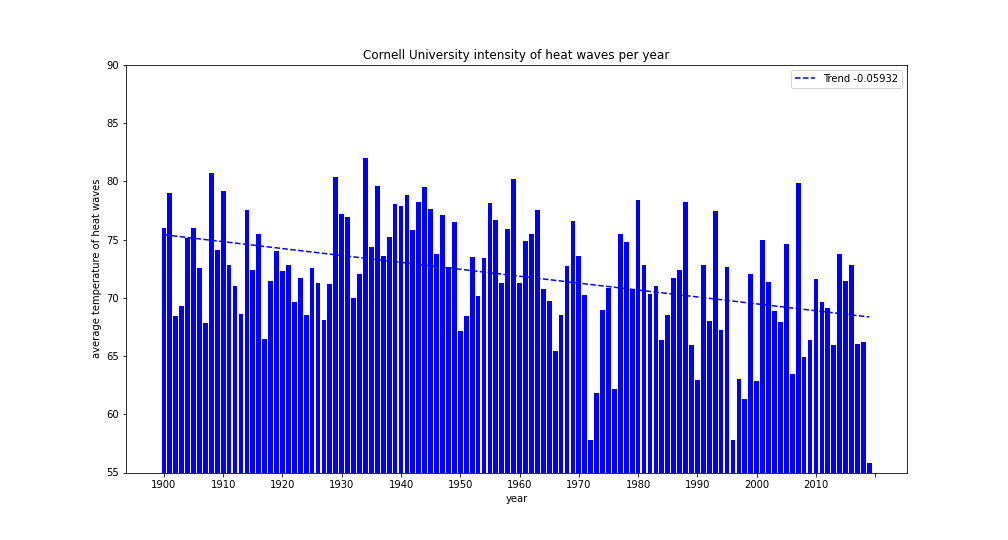 Cornell University intensity of heat waves per year
Trend -0.05932
average temperature of heat waves
90
85
80
75
70
65
60
55
1900 1910 1920 1930 1940 1950 1960 1970 1980 1990 2000 2010
year